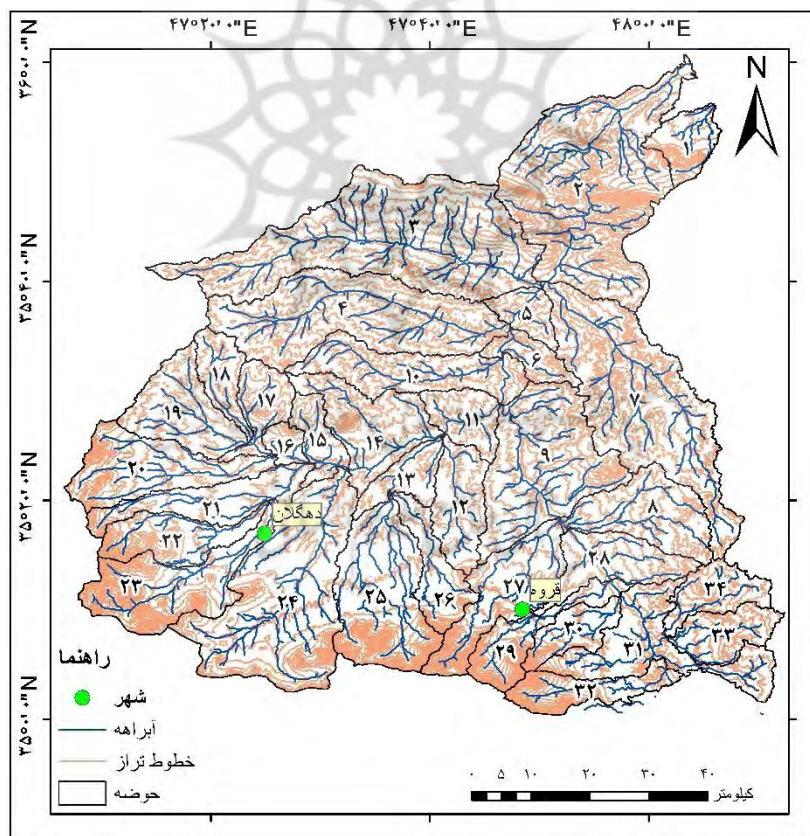 ۴۷°۲۰'۰"E
۴۷°۴۰'۰"E
۴۸°۰'۰"E
۳۶°۰'۰"N
۳۵°۴۰'۰"N
۳۵°۲۰'۰"N
۳۵°۰'۰"N
N
۱
۲
۳
۴
۵
۶
۷
۱۰
۱۸
۱۷
۱۹
۱۱
۱۶
۱۵
۱۴
۹
۲۰
۱۳
۱۲
۸
۲۱
دهگلان
۲۲
۲۳
۲۴
۲۵
۲۶
۲۷
قروه
۲۸
۳۴
۲۹
۳۰
۳۱
۳۳
۳۲
راهنما
شهر
آبراهه
خطوط تراز
حوضه
۰ ۵ ۱۰ ۲۰ ۳۰ ۴۰
کیلومتر